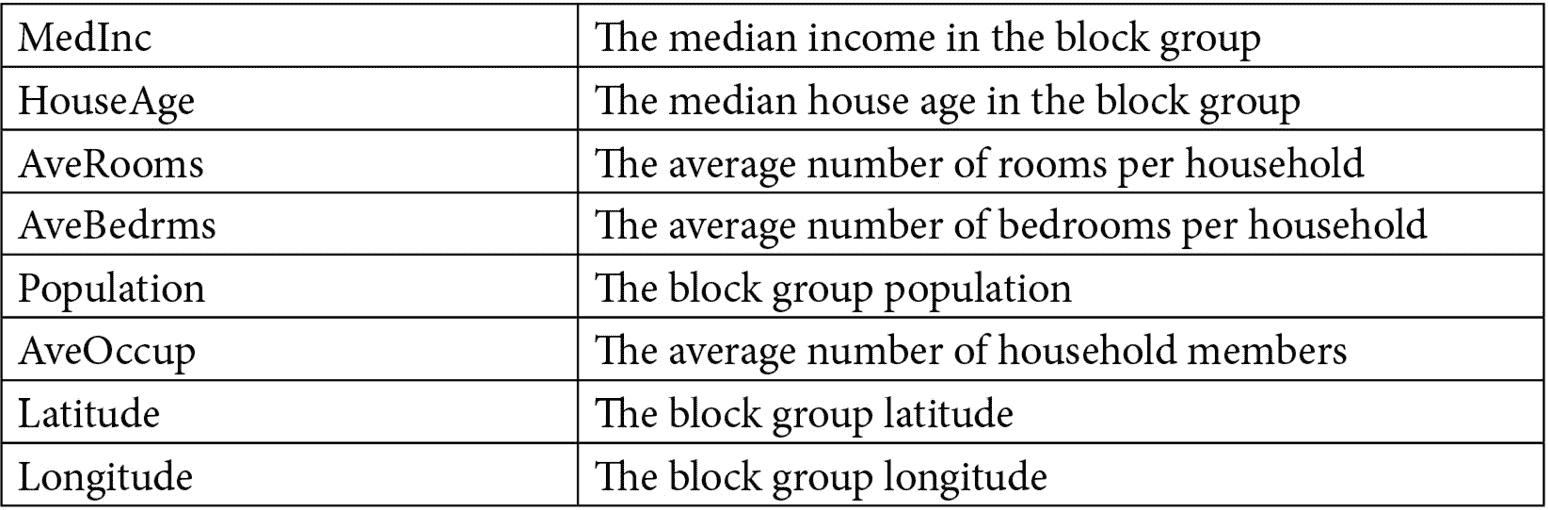 MedInc The median income in the block group
HouseAge The median house age in the block group
AveRooms The average number of rooms per household
AveBedrms The average number of bedrooms per household
Population The block group population
AveOccup The average number of household members
Latitude The block group latitude
Longitude The block group longitude